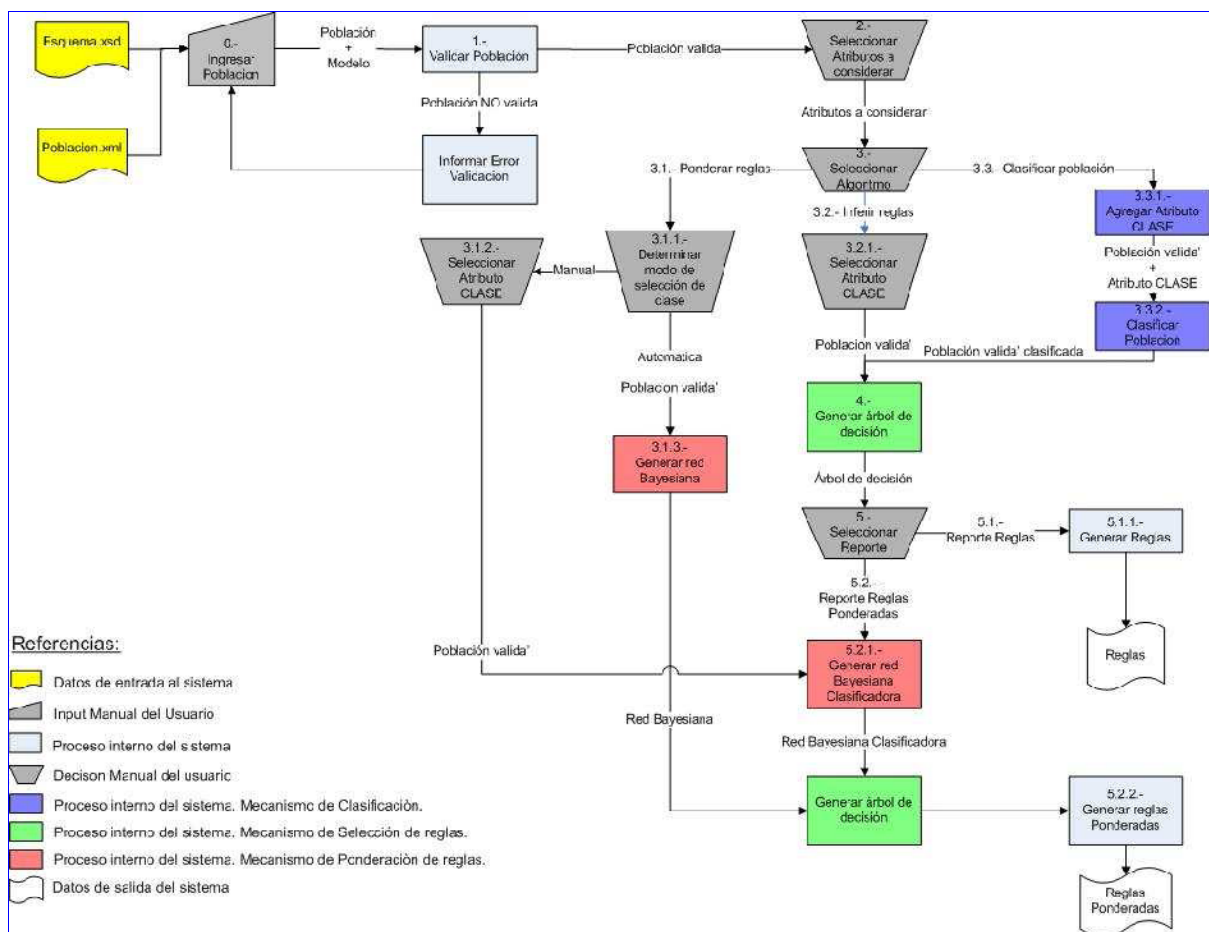 Esquema.xsd
0.-
Ingresar
Poblacion
Población
+
Modelo
1.-
Valicar Población
Población valida
2.-
Seleccionar
Atributos a
considerar
Población NO valida
Atributos a considerar
Poblacion.xml
Informar Error
Valicación
3.1.- Ponderar reglas
3.-
Seleccionar
Algoritmo
3.3. Clasificar población
3.2.- Inferir reglas
3.3.1.-
Agregar Atributo
CLASE
3.1.2.-
Seleccionar
Atributo
CLASE
Manual
3.1.1.-
Determinar
modo de
selección de
clase
3.2.1.-
Seleccionar
Atributo
CLASE
Población valida'
+
Atributo CLASE
3.3.2.-
Clasificar
Poblacion
Automatica
Poblacion valida'
Población valida' clasificada
Poblacion valida'
4.-
Generar árbol de
decisión
3.1.3.-
Generar red
Bayesiana
Árbol de decisión
5.-
Seleccionar
Reporte
5.1.-
Reporte Reglas
5.1.1.-
Generar Reglas
5.2.
Reporte Reglas
Ponderadas
Reglas
Población valida'
5.2.1.-
Generar red
Bayesiana
Clasificadora
Red Bayesiana
Red Bayesiana Clasificadora
Generar árbol de
decisión
5.2.2.-
Generar reglas
Ponderadas
Reglas
Ponderadas
Referencias:
Datos de entrada al sistema
Input Manual del Usuario
Proceso interno del sistema
Decison Manual del usuario
Proceso interno del sistema. Mecanismo de Clasificación.
Proceso interno del sistema. Mecanismo de Selección de reglas.
Proceso interno del sistema. Mecanismo de Ponderación de reglas.
Datos de salida del sistema